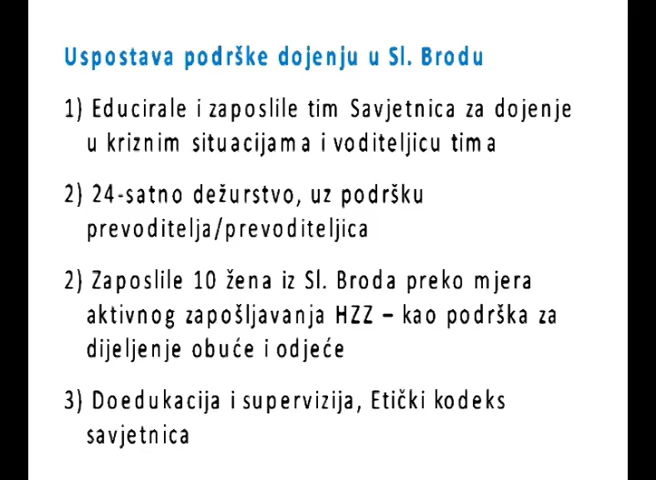 Uspostava podrške dojenju u Sl. Brodu
1) Educirale i zaposlile tim Savjetnica za dojenje
u kriznim situacijama i voditeljicu tima
2) 24-satno dežurstvo, uz podršku
prevoditelja/prevoditeljica
2) Zaposlile 10 žena iz Sl. Broda preko mjera
aktivnog zapošljavanja HZZ – kao podrška za
dijeljenje obuće i odjeće
3) Doedukacija i supervizija, Etički kodeks
savjetnica